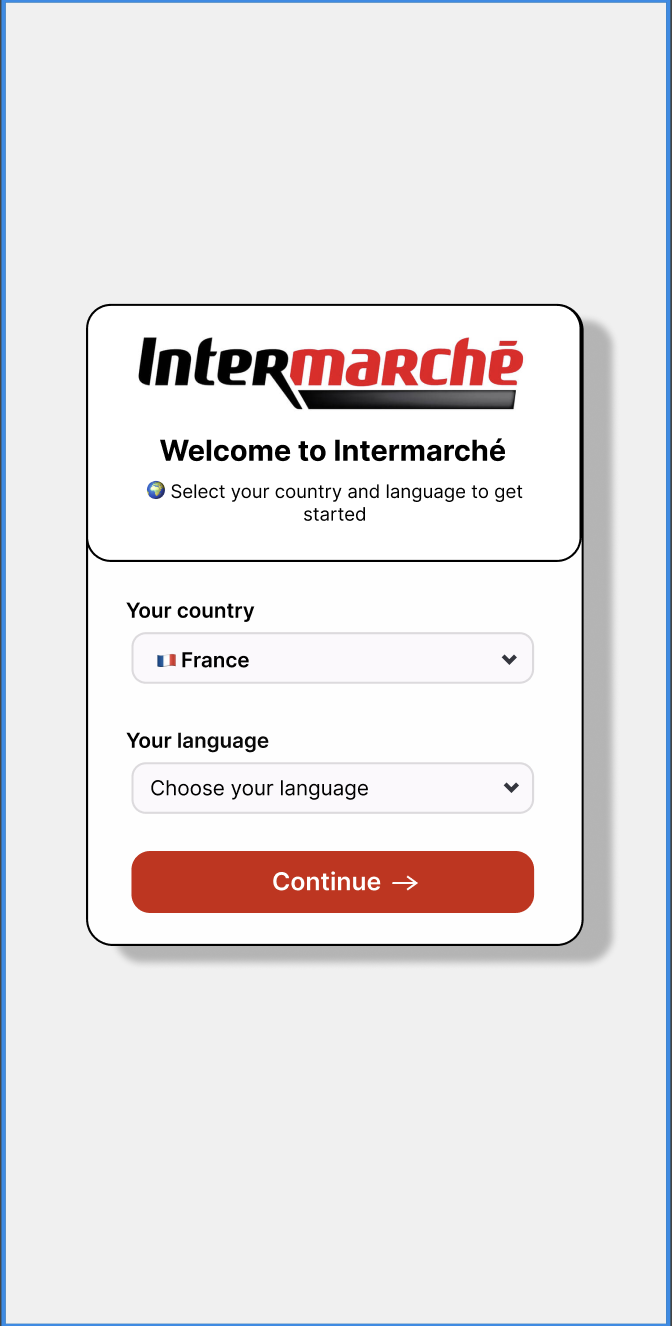 Intermarchē
Welcome to Intermarché
🌍 Select your country and language to get
started
Your country
🇫🇷 France
Your language
Choose your language
Continue →